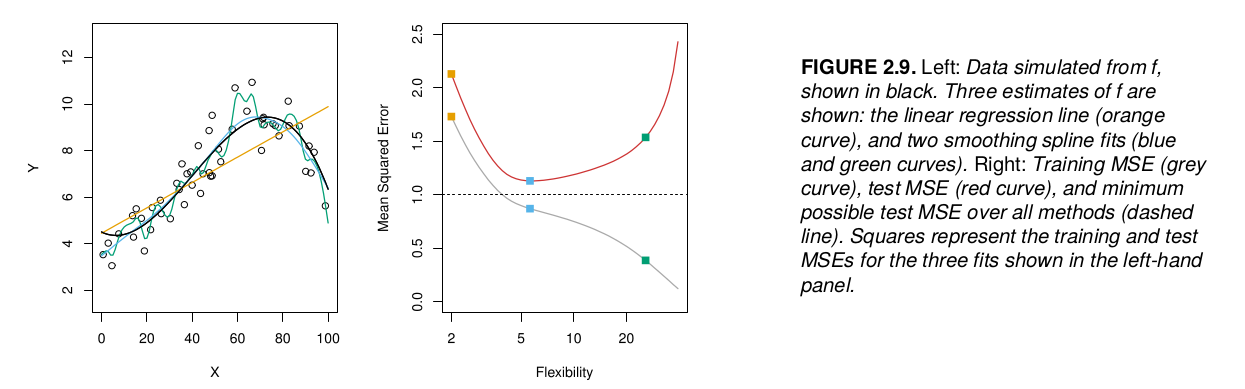 12
10
8
6
4
2
Y
0 20 40 60 80 100
X
2.5
2.0
1.5
1.0
0.5
0.0
Mean Squared Error
2 5 10 20
Flexibility
FIGURE 2.9. Left: Data simulated from f,
shown in black. Three estimates of f are
shown: the linear regression line (orange
curve), and two smoothing spline fits (blue
and green curves). Right: Training MSE (grey
curve), test MSE (red curve), and minimum
possible test MSE over all methods (dashed
line). Squares represent the training and test
MSEs for the three fits shown in the left-hand
panel.